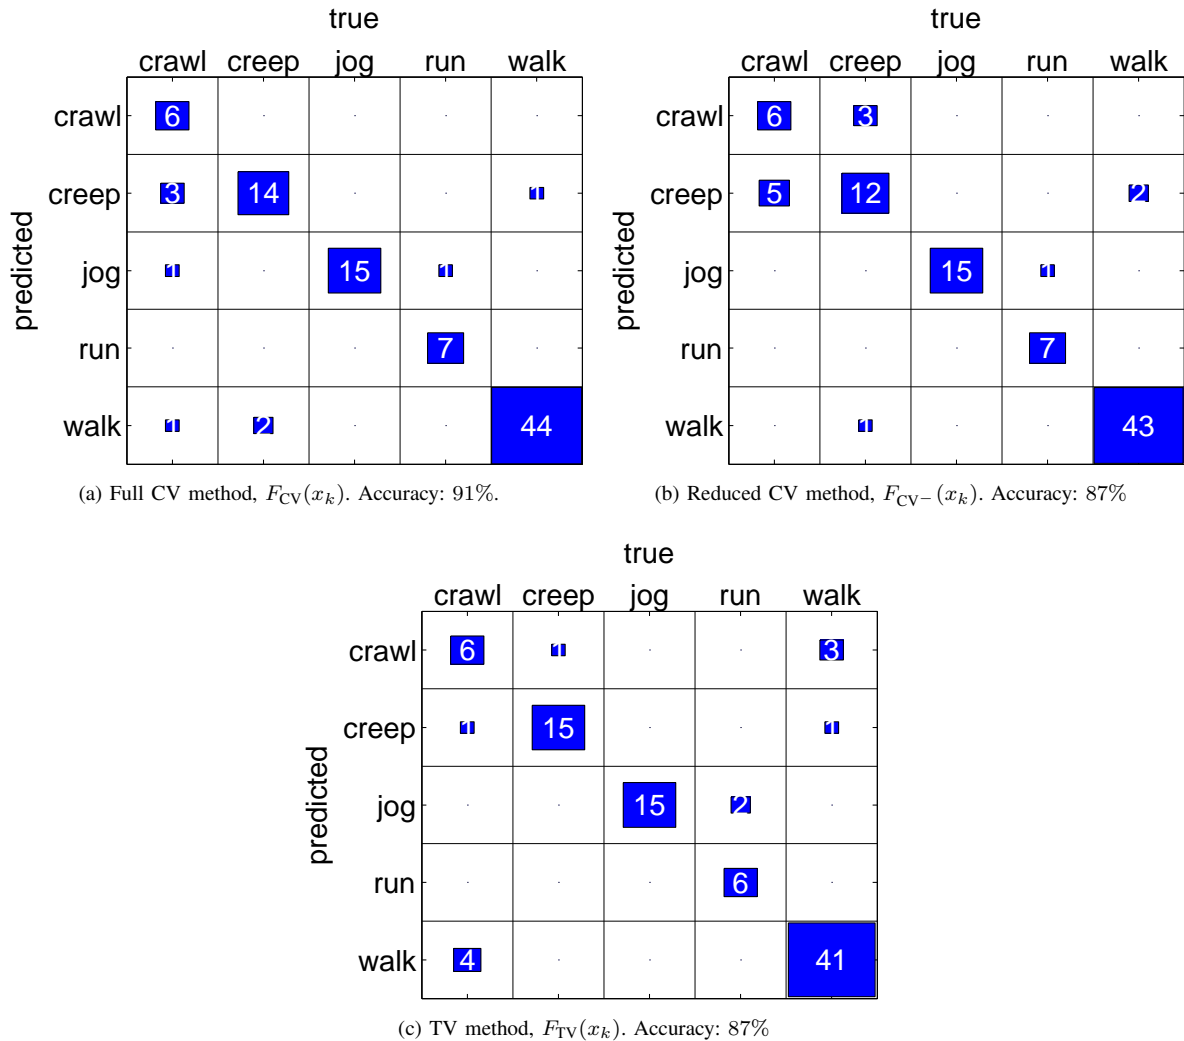 true
crawl creep jog run walk
crawl 6
creep 3 14 1
jog 1 15 1
run 7
walk 1 2 44
predicted
(a) Full CV method, F_CV(x_k). Accuracy: 91%.
true
crawl creep jog run walk
crawl 6 3
creep 5 12 2
jog 15 1
run 7
walk 1 43
predicted
(b) Reduced CV method, F_CV−(x_k). Accuracy: 87%
true
crawl creep jog run walk
crawl 6 1 3
creep 1 15 1
jog 15 2
run 6
walk 4 41
predicted
(c) TV method, F_TV(x_k). Accuracy: 87%